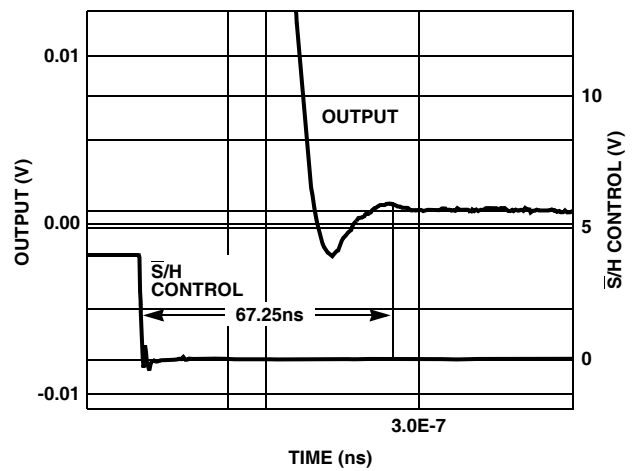 0.01
0.00
-0.01
OUTPUT (V)
10
5
0
S̅/H CONTROL (V)
OUTPUT
S̅/H
CONTROL
67.25ns
3.0E-7
TIME (ns)